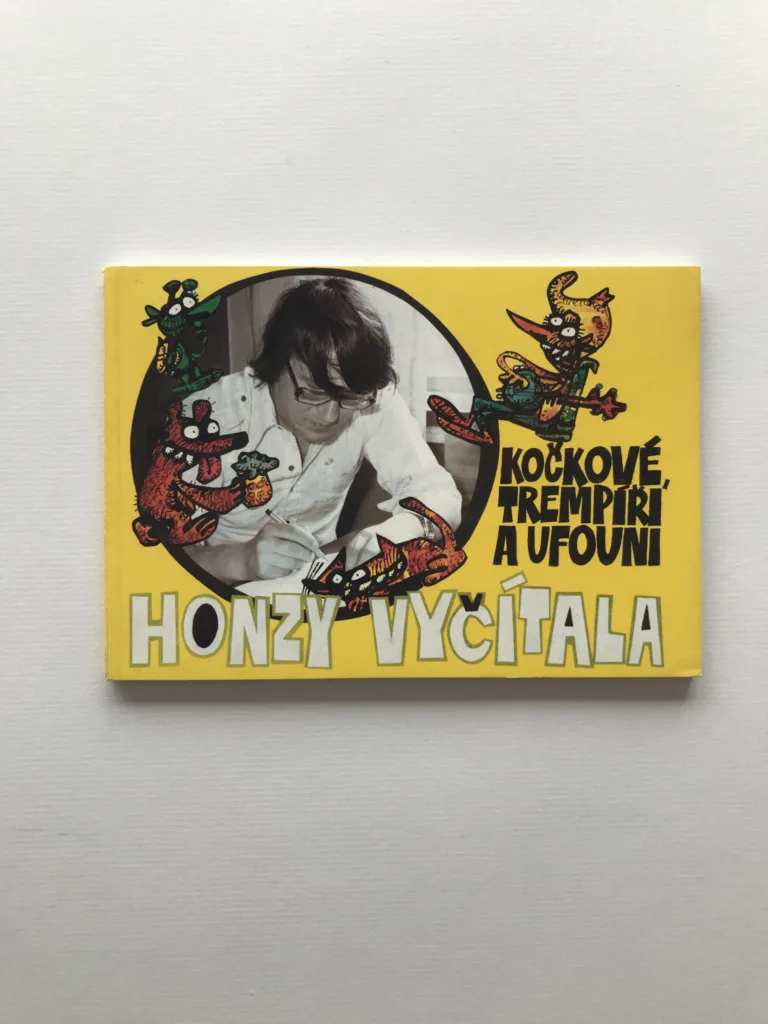 KOČKOVÉ,
TREMPÍŘI
A UFOUNI
HONZY VYČÍTALA